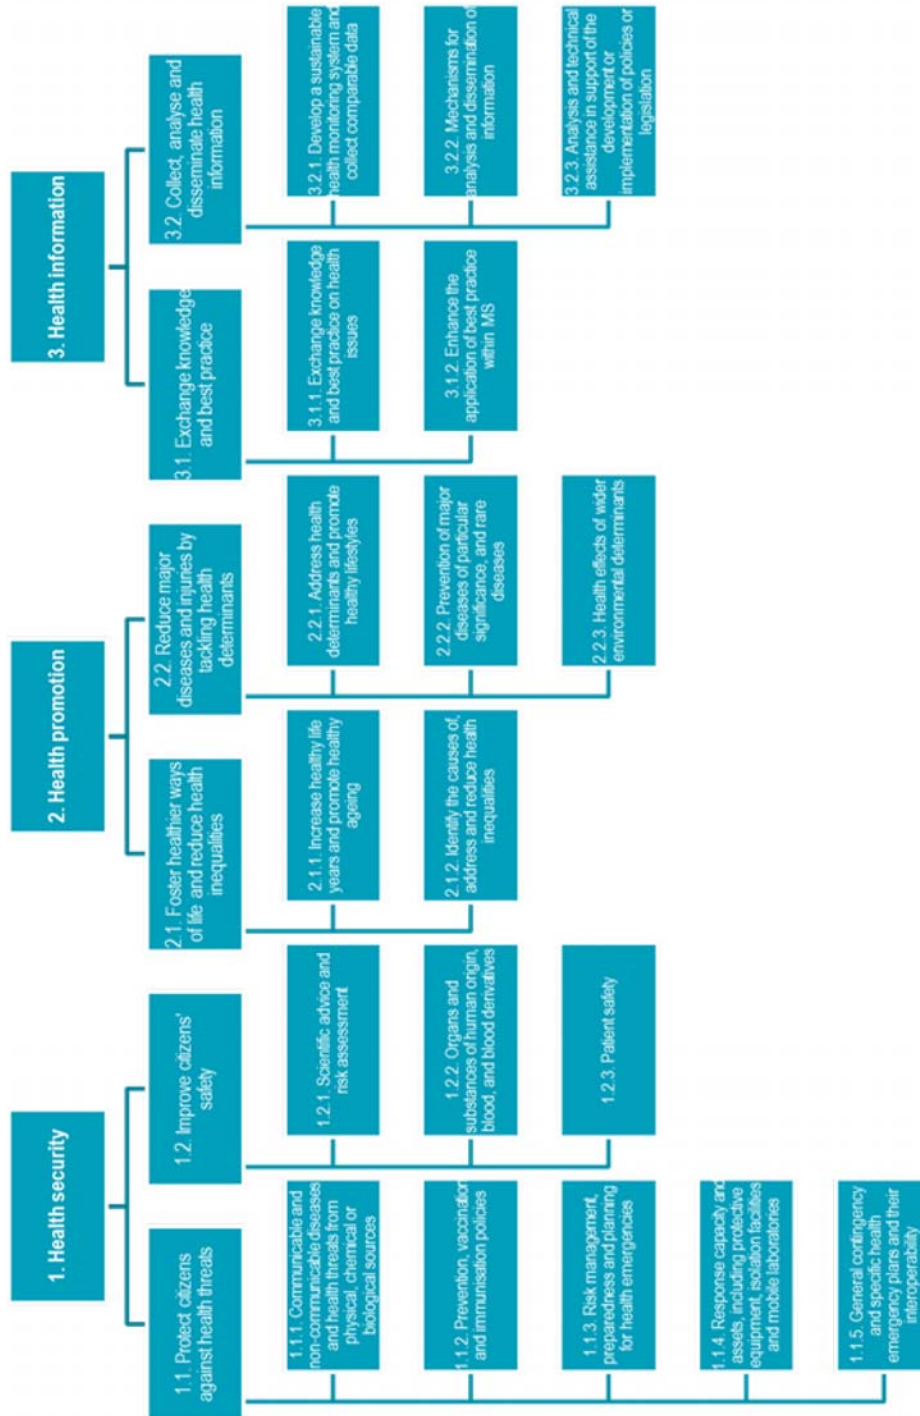 1. Health security
1.1. Protect citizens
against health threats
1.1.1. Communicable and
non-communicable diseases
and health threats from
physical, chemical or
biological sources
1.1.2. Prevention, vaccination
and immunisation policies
1.1.3. Risk management,
preparedness and planning
for health emergencies
1.1.4. Response capacity and
assets, including protective
equipment, isolation facilities
and mobile laboratories
1.1.5. General contingency
and specific health
emergency plans and their
interoperability
1.2. Improve citizens'
safety
1.2.1. Scientific advice and
risk assessment
1.2.2. Organs and
substances of human origin,
blood, and blood derivatives
1.2.3. Patient safety
2. Health promotion
2.1. Foster healthier ways
of life and reduce health
inequalities
2.1.1. Increase healthy life
years and promote healthy
ageing
2.1.2. Identify the causes of,
address and reduce health
inequalities
2.2. Reduce major
diseases and injuries by
tackling health
determinants
2.2.1. Address health
determinants and promote
healthy lifestyles
2.2.2. Prevention of major
diseases of particular
significance, and rare
diseases
2.2.3. Health effects of wider
environmental determinants
3. Health information
3.1. Exchange knowledge
and best practice
3.1.1. Exchange knowledge
and best practice on health
issues
3.1.2. Enhance the
application of best practice
within MS
3.2. Collect, analyse and
disseminate health
information
3.2.1. Develop a sustainable
health monitoring system and
collect comparable data
3.2.2. Mechanisms for
analysis and dissemination of
information
3.2.3. Analysis and technical
assistance in support of the
development or
implementation of policies or
legislation